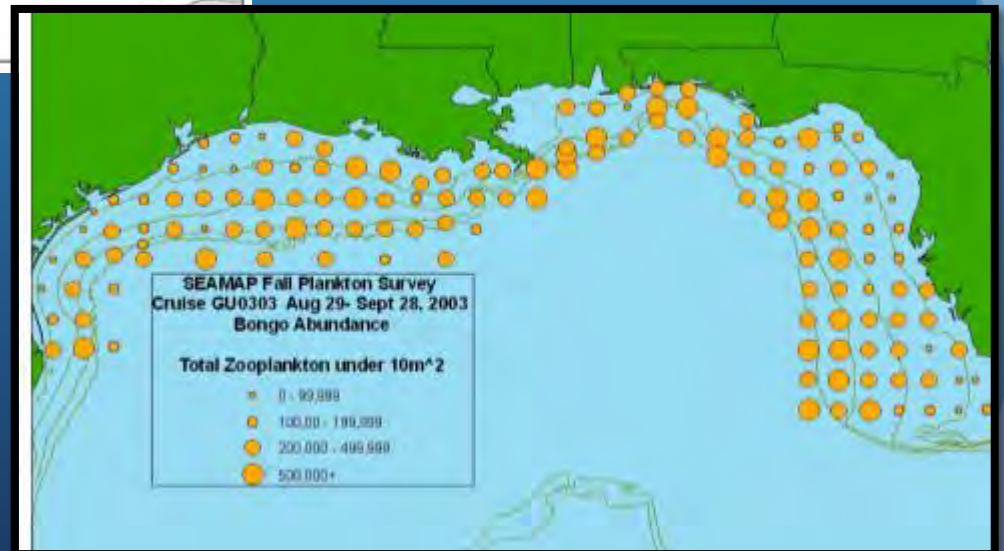 SEAMAP Fall Plankton Survey
Cruise GU0303 Aug 29- Sept 28, 2003
Bongo Abundance
Total Zooplankton under 10m^2
0 - 99,999
100,00 - 199,999
200,000 - 499,999
500,000+